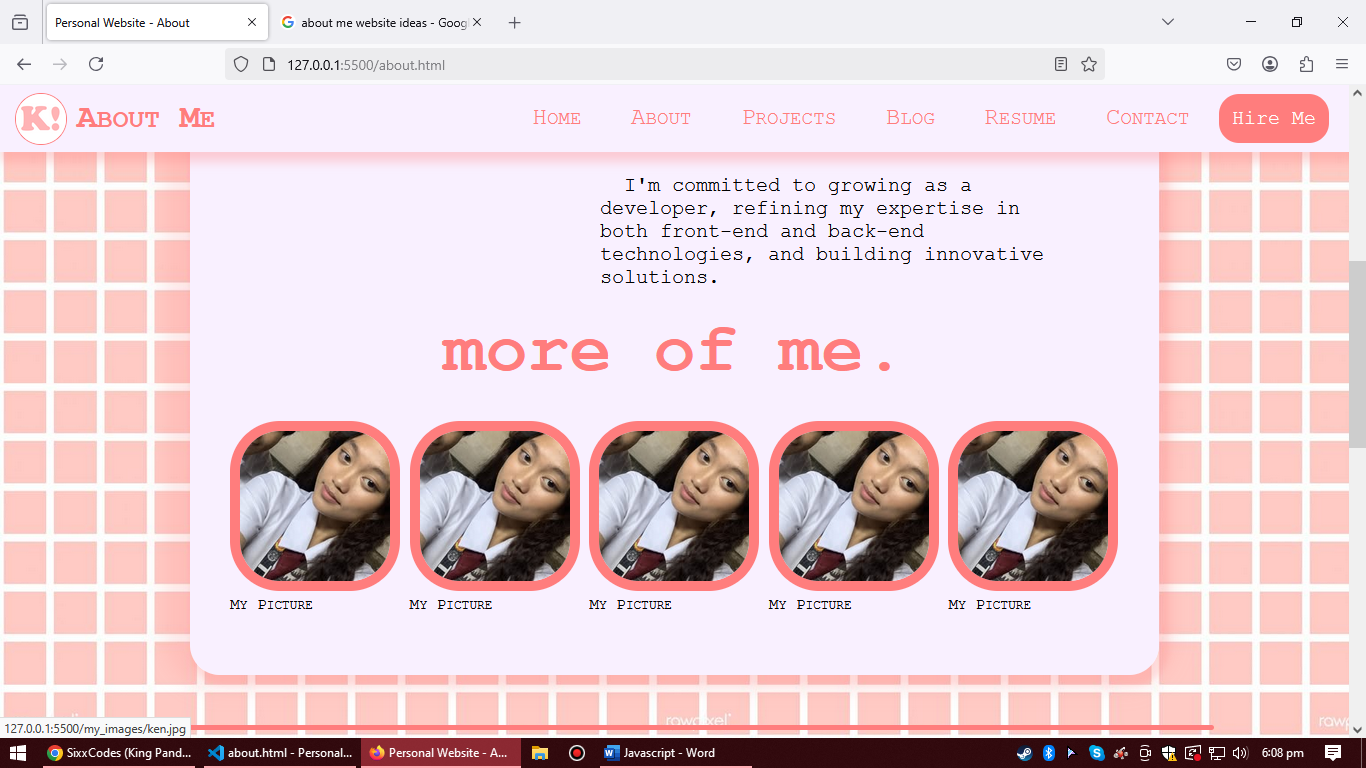 Personal Website - About
about me website ideas - Goog
127.0.0.1:5500/about.html
K! About Me
Home
About
Projects
Blog
Resume
Contact
Hire Me
I'm committed to growing as a
developer, refining my expertise in
both front-end and back-end
technologies, and building innovative
solutions.
more of me.
My Picture
My Picture
My Picture
My Picture
My Picture
rawpixel
rawp
127.0.0.1:5500/my_images/ken.jpg
SixxCodes (King Pand...
about.html - Personal...
Personal Website - A...
Javascript - Word
6:08 pm